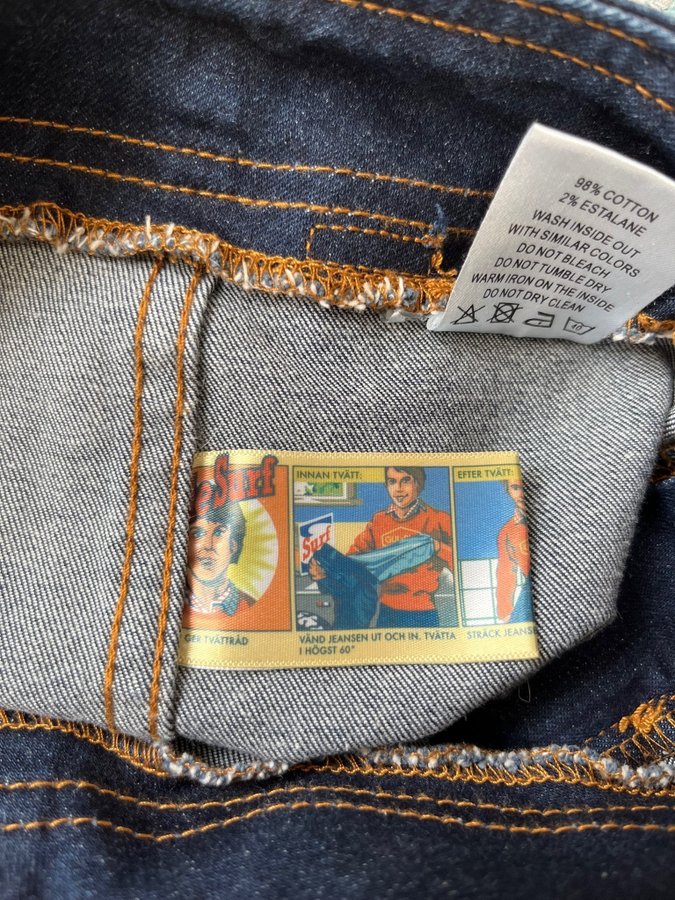 98% COTTON
2% ESTALANE
WASH INSIDE OUT
WITH SIMILAR COLORS
DO NOT BLEACH
DO NOT TUMBLE DRY
WARM IRON ON THE INSIDE
DO NOT DRY CLEAN
Surf
GER TVÄTTRÅD
INNAN TVÄTT:
Surf
VÄND JEANSEN UT OCH IN. TVÄTTA
I HÖGST 60°
EFTER TVÄTT:
STRÄCK JEANS